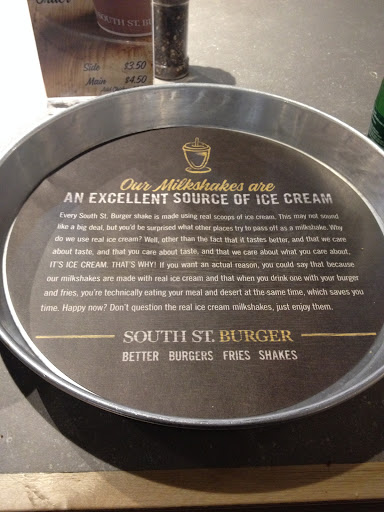 SOUTH ST. B
Side $3.50
Main $4.50
Our Milkshakes are
AN EXCELLENT SOURCE OF ICE CREAM
Every South St. Burger shake is made using real scoops of ice cream. This may not sound
like a big deal, but you'd be surprised what other places try to pass off as a milkshake. Why
do we use real ice cream? Well, other than the fact that it tastes better, and that we care
about taste, and that you care about taste, and that we care about what you care about,
IT'S ICE CREAM. THAT'S WHY! If you want an actual reason, you could say that because
our milkshakes are made with real ice cream and that when you drink one with your burger
and fries, you're technically eating your meal and desert at the same time, which saves you
time. Happy now? Don't question the real ice cream milkshakes, just enjoy them.
SOUTH ST. BURGER
BETTER BURGERS FRIES SHAKES